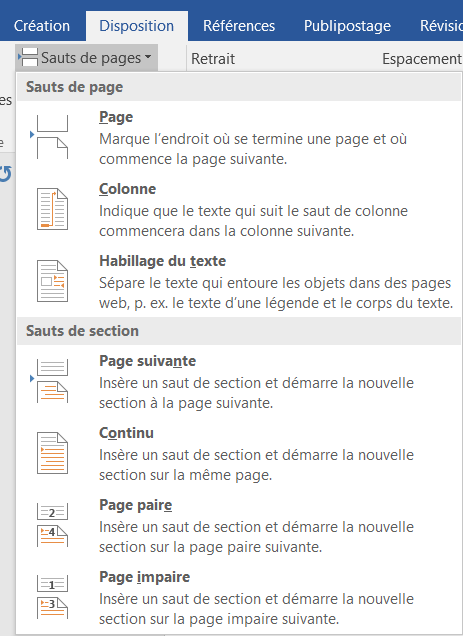 Création Disposition Références Publipostage Révisio
Sauts de pages Retrait Espacement
Sauts de page
es
Page
Marque l'endroit où se termine une page et où
commence la page suivante.
e
Colonne
Indique que le texte qui suit le saut de colonne
commencera dans la colonne suivante.
Habillage du texte
Sépare le texte qui entoure les objets dans des pages
web, p. ex. le texte d'une légende et le corps du texte.
Sauts de section
Page suivante
Insère un saut de section et démarre la nouvelle
section à la page suivante.
Continu
Insère un saut de section et démarre la nouvelle
section sur la même page.
Page paire
2
4
Insère un saut de section et démarre la nouvelle
section sur la page paire suivante.
Page impaire
1
3
Insère un saut de section et démarre la nouvelle
section sur la page impaire suivante.